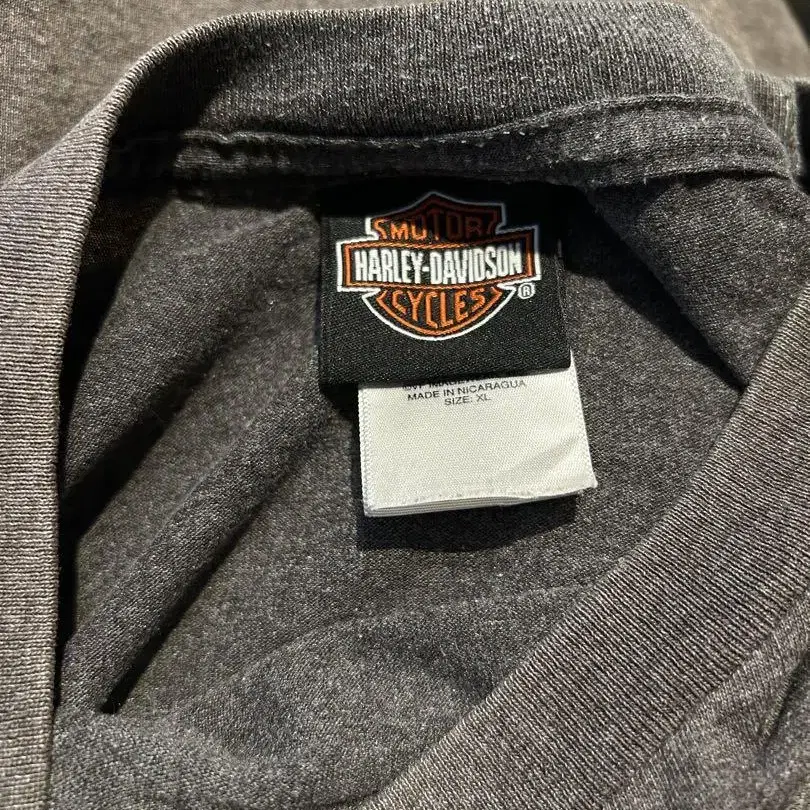 MOTOR
HARLEY-DAVIDSON
CYCLES
®
MADE IN NICARAGUA
SIZE: XL